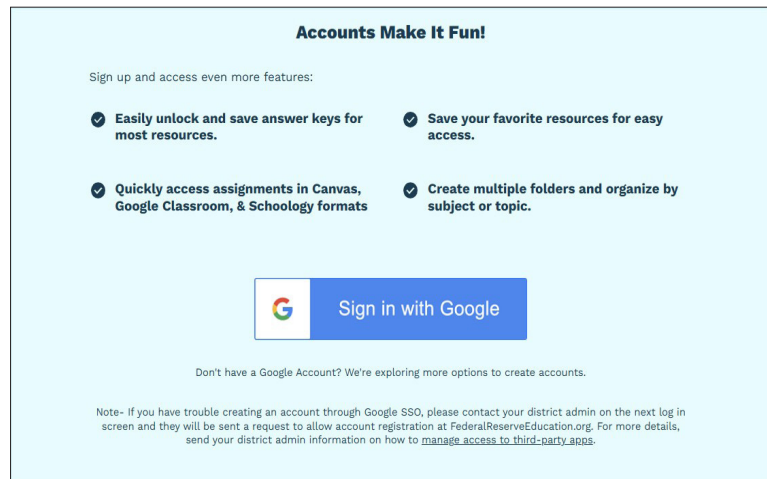 Accounts Make It Fun!
Sign up and access even more features:
Easily unlock and save answer keys for
most resources.
Save your favorite resources for easy
access.
Quickly access assignments in Canvas,
Google Classroom, & Schoology formats
Create multiple folders and organize by
subject or topic.
Sign in with Google
Don't have a Google Account? We're exploring more options to create accounts.
Note- If you have trouble creating an account through Google SSO, please contact your district admin on the next log in
screen and they will be sent a request to allow account registration at FederalReserveEducation.org. For more details,
send your district admin information on how to manage access to third-party apps.